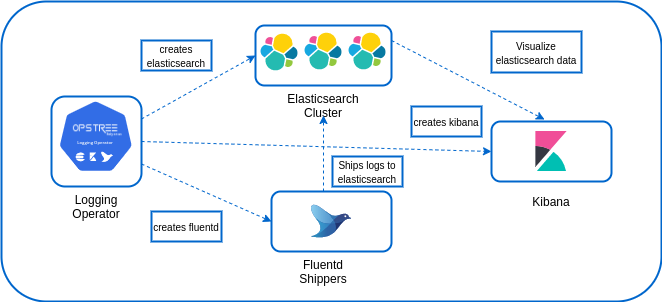 creates
elasticsearch
Visualize
elasticsearch data
Elasticsearch
Cluster
creates kibana
OPSTREE
Logging Operator
Ships logs to
elasticsearch
Logging
Operator
Kibana
creates fluentd
Fluentd
Shippers